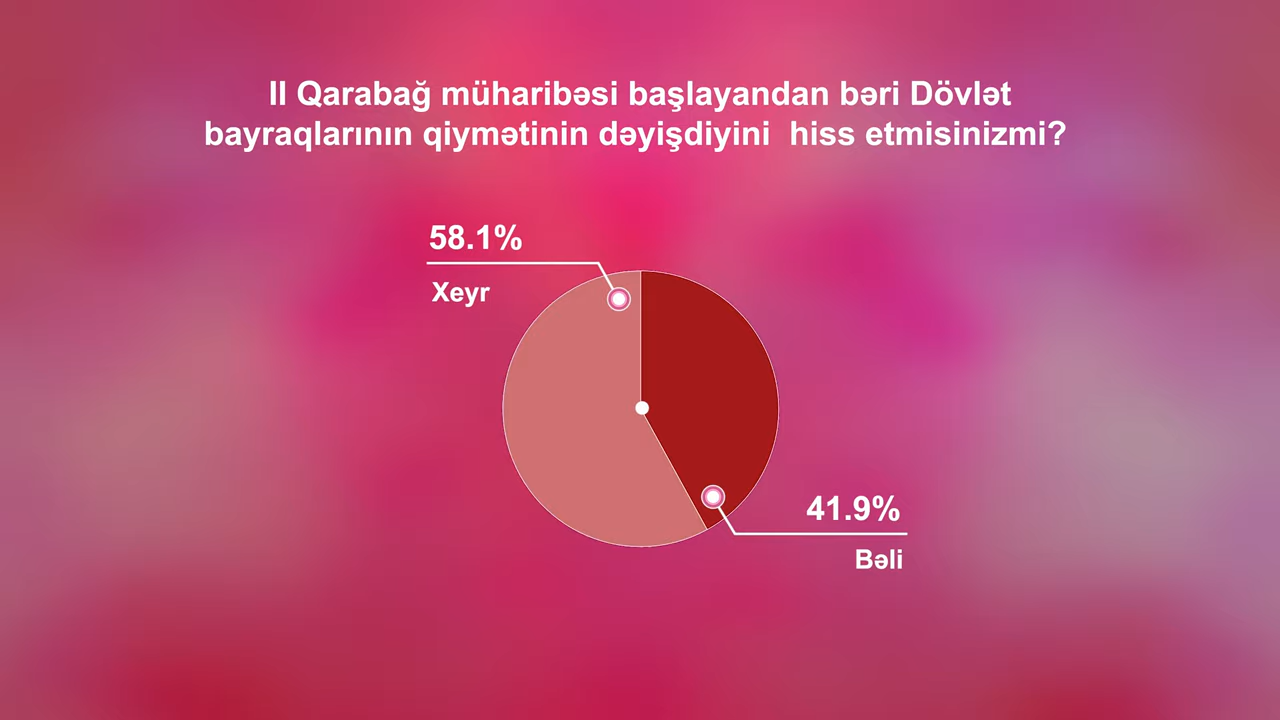 II Qarabağ müharibəsi başlayandan bəri Dövlət
bayraqlarının qiymətinin dəyişdiyini hiss etmisinizmi?
58.1%
Xeyr
41.9%
Bəli